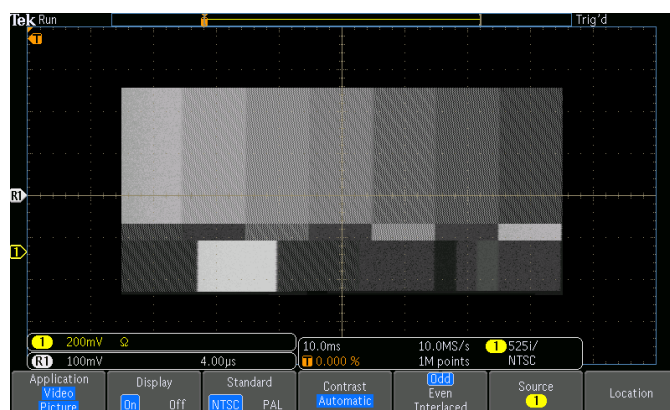 Tek Run Trig'd
T
R1
1
1 200mV Ω
R1 100mV 4.00µs
10.0ms 10.0MS/s 1 525i/
T 0.000 % 1M points NTSC
Application Video Picture
Display On Off
Standard NTSC PAL
Contrast Automatic
Odd Even Interlaced
Source 1
Location